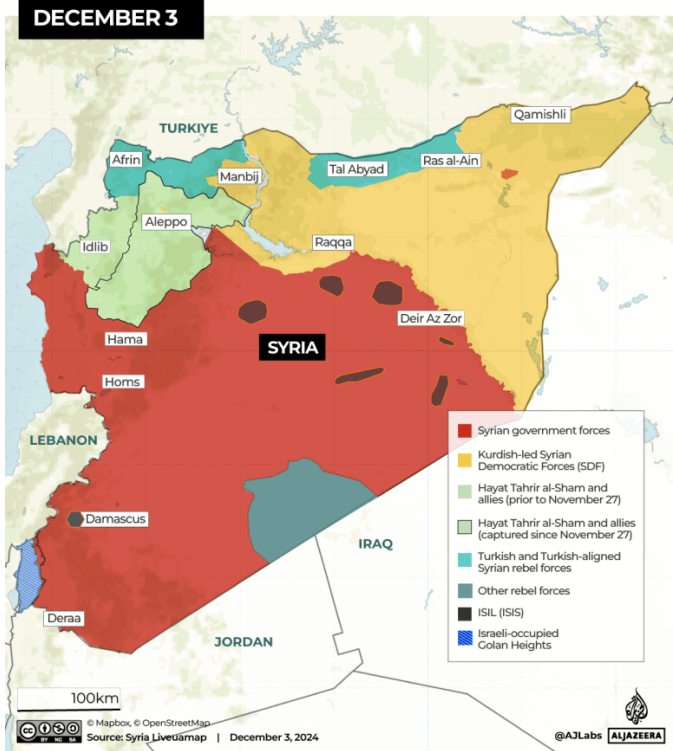 DECEMBER 3
TURKIYE
Qamishli
Afrin
Manbij
Tal Abyad
Ras al-Ain
Aleppo
Idlib
Raqqa
Deir Az Zor
Hama
SYRIA
Homs
LEBANON
Damascus
IRAQ
Deraa
JORDAN
Syrian government forces
Kurdish-led Syrian
Democratic Forces (SDF)
Hayat Tahrir al-Sham and
allies (prior to November 27)
Hayat Tahrir al-Sham and allies
(captured since November 27)
Turkish and Turkish-aligned
Syrian rebel forces
Other rebel forces
ISIL (ISIS)
Israeli-occupied
Golan Heights
100km
© Mapbox, © OpenStreetMap
cc BY NC SA
Source: Syria Liveuamap | December 3, 2024
@AJLabs ALJAZEERA